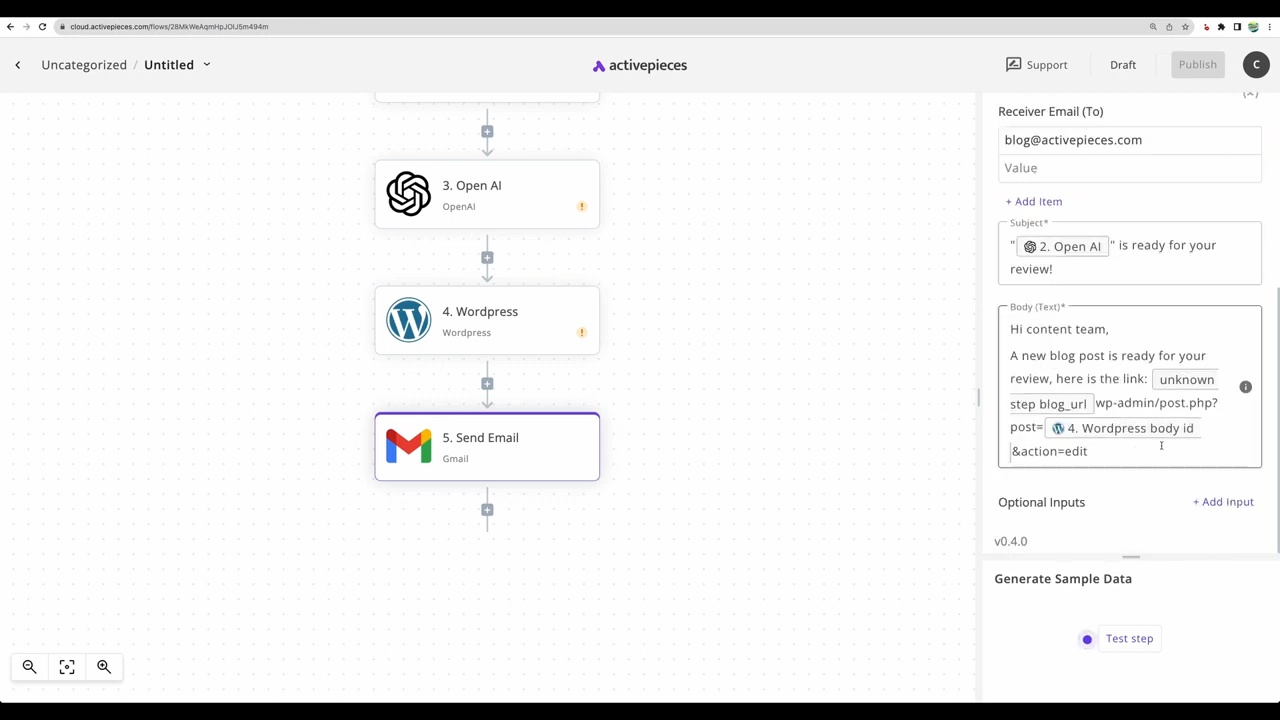 cloud.activepieces.com/flows/28MkWeAqmHpJOIJ5m494m
Uncategorized / Untitled
activepieces
Support
Draft
Publish
C
3. Open AI
OpenAI
4. Wordpress
Wordpress
5. Send Email
Gmail
(x)
Receiver Email (To)
blog@activepieces.com
Value
+ Add Item
Subject*
" 2. Open AI " is ready for your
review!
Body (Text)*
Hi content team,
A new blog post is ready for your
review, here is the link: unknown
step blog_url wp-admin/post.php?
post= 4. Wordpress body id
&action=edit
Optional Inputs
+ Add Input
v0.4.0
Generate Sample Data
Test step